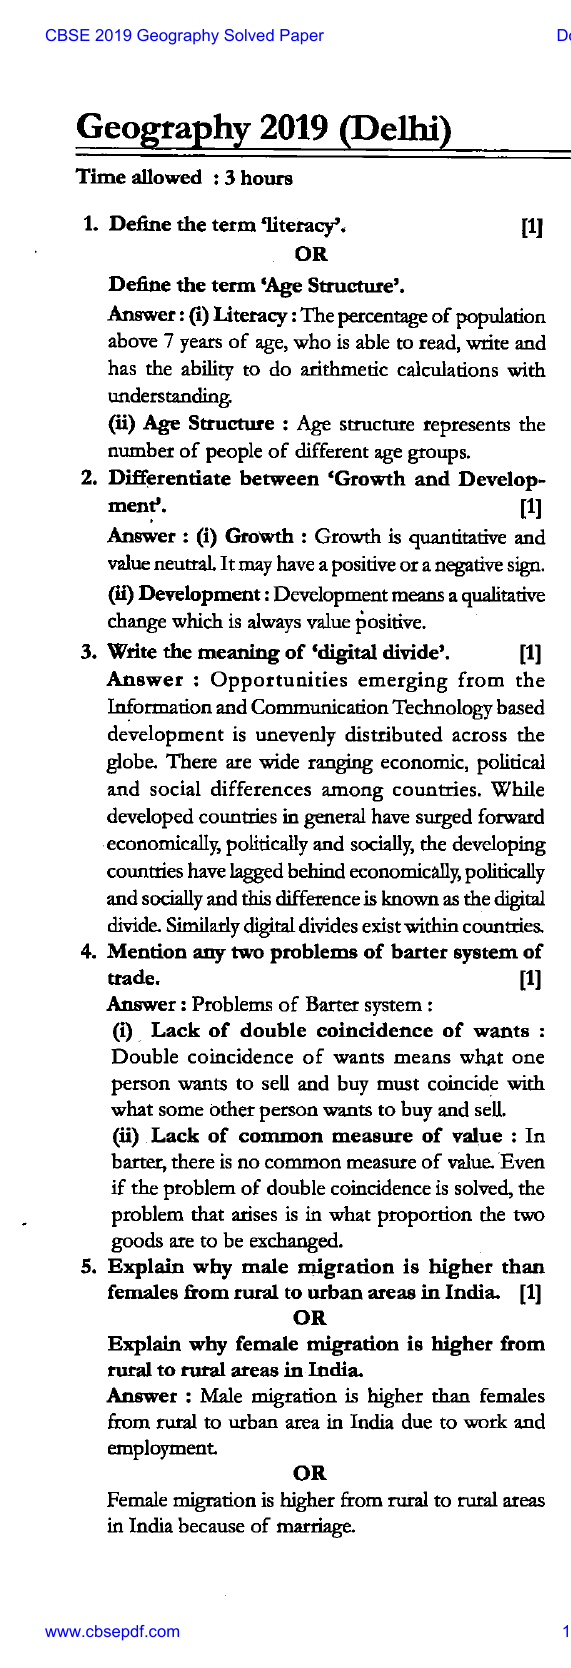 CBSE 2019 Geography Solved Paper
Geography 2019 (Delhi)
Time allowed : 3 hours
1. Define the term 'literacy'. [1]
OR
Define the term 'Age Structure'.
Answer : (i) Literacy : The percentage of population
above 7 years of age, who is able to read, write and
has the ability to do arithmetic calculations with
understanding.
(ii) Age Structure : Age structure represents the
number of people of different age groups.
2. Differentiate between 'Growth and Develop-
ment'. [1]
Answer : (i) Growth : Growth is quantitative and
value neutral. It may have a positive or a negative sign.
(ii) Development : Development means a qualitative
change which is always value positive.
3. Write the meaning of 'digital divide'. [1]
Answer : Opportunities emerging from the
Information and Communication Technology based
development is unevenly distributed across the
globe. There are wide ranging economic, political
and social differences among countries. While
developed countries in general have surged forward
economically, politically and socially, the developing
countries have lagged behind economically, politically
and socially and this difference is known as the digital
divide. Similarly digital divides exist within countries.
4. Mention any two problems of barter system of
trade. [1]
Answer : Problems of Barter system :
(i) Lack of double coincidence of wants :
Double coincidence of wants means what one
person wants to sell and buy must coincide with
what some other person wants to buy and sell.
(ii) Lack of common measure of value : In
barter, there is no common measure of value. Even
if the problem of double coincidence is solved, the
problem that arises is in what proportion the two
goods are to be exchanged.
5. Explain why male migration is higher than
females from rural to urban areas in India. [1]
OR
Explain why female migration is higher from
rural to rural areas in India.
Answer : Male migration is higher than females
from rural to urban area in India due to work and
employment.
OR
Female migration is higher from rural to rural areas
in India because of marriage.
www.cbsepdf.com 1